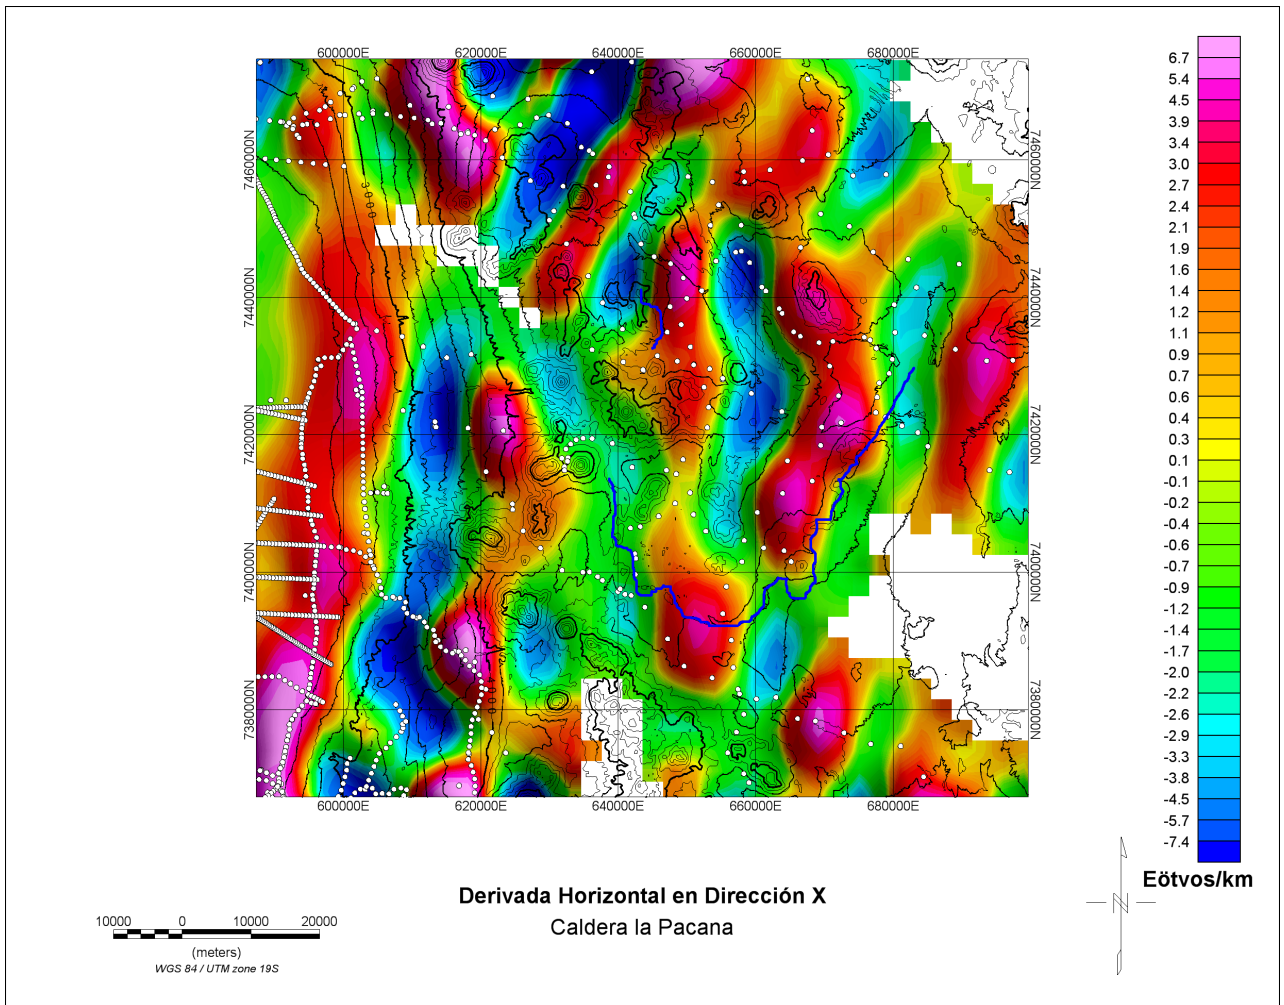 600000E 620000E 640000E 660000E 680000E
7460000N 7460000N
7440000N 7440000N
7420000N 7420000N
7400000N 7400000N
7380000N 7380000N
3000
600000E 620000E 640000E 660000E 680000E
6.7
5.4
4.5
3.9
3.4
3.0
2.7
2.4
2.1
1.9
1.6
1.4
1.2
1.1
0.9
0.7
0.6
0.4
0.3
0.1
-0.1
-0.2
-0.4
-0.6
-0.7
-0.9
-1.2
-1.4
-1.7
-2.0
-2.2
-2.6
-2.9
-3.3
-3.8
-4.5
-5.7
-7.4
Eötvos/km
Derivada Horizontal en Dirección X
Caldera la Pacana
10000 0 10000 20000
(meters)
WGS 84 / UTM zone 19S
N